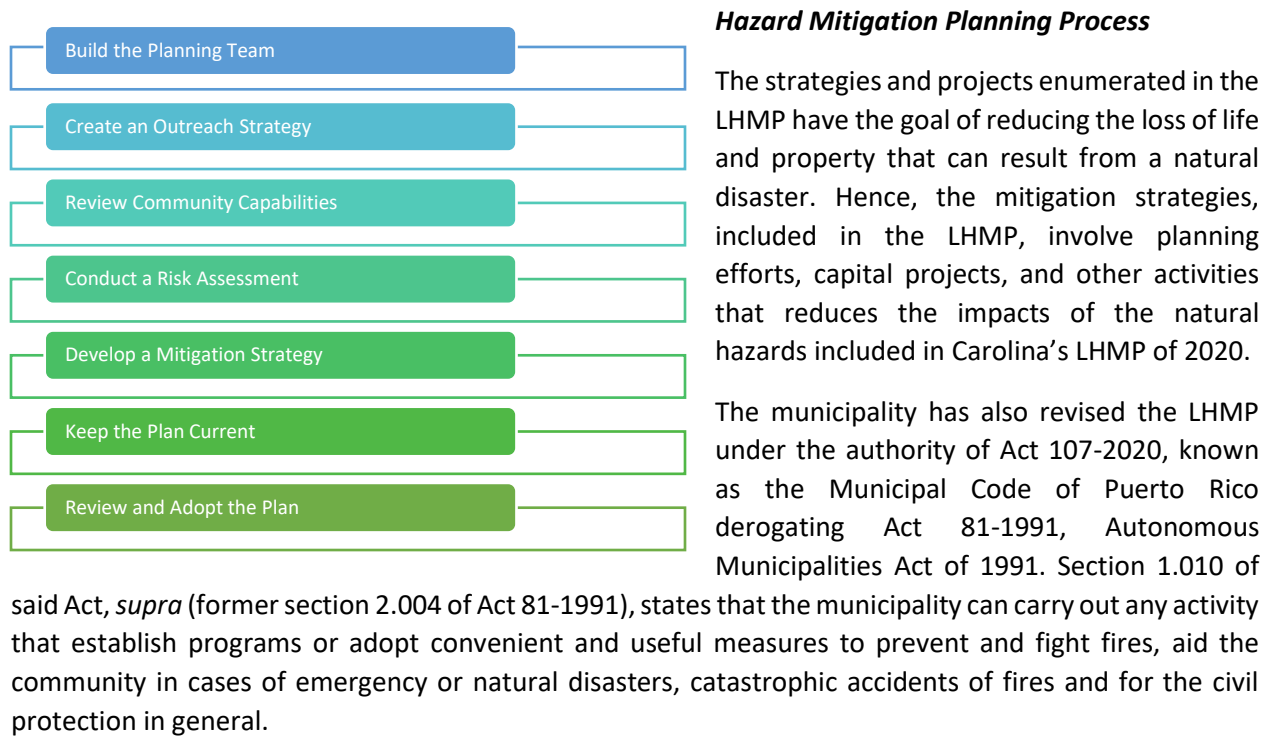 Build the Planning Team
Create an Outreach Strategy
Review Community Capabilities
Conduct a Risk Assessment
Develop a Mitigation Strategy
Keep the Plan Current
Review and Adopt the Plan
Hazard Mitigation Planning Process
The strategies and projects enumerated in the
LHMP have the goal of reducing the loss of life
and property that can result from a natural
disaster. Hence, the mitigation strategies,
included in the LHMP, involve planning
efforts, capital projects, and other activities
that reduces the impacts of the natural
hazards included in Carolina’s LHMP of 2020.
The municipality has also revised the LHMP
under the authority of Act 107-2020, known
as the Municipal Code of Puerto Rico
derogating Act 81-1991, Autonomous
Municipalities Act of 1991. Section 1.010 of
said Act, supra (former section 2.004 of Act 81-1991), states that the municipality can carry out any activity
that establish programs or adopt convenient and useful measures to prevent and fight fires, aid the
community in cases of emergency or natural disasters, catastrophic accidents of fires and for the civil
protection in general.